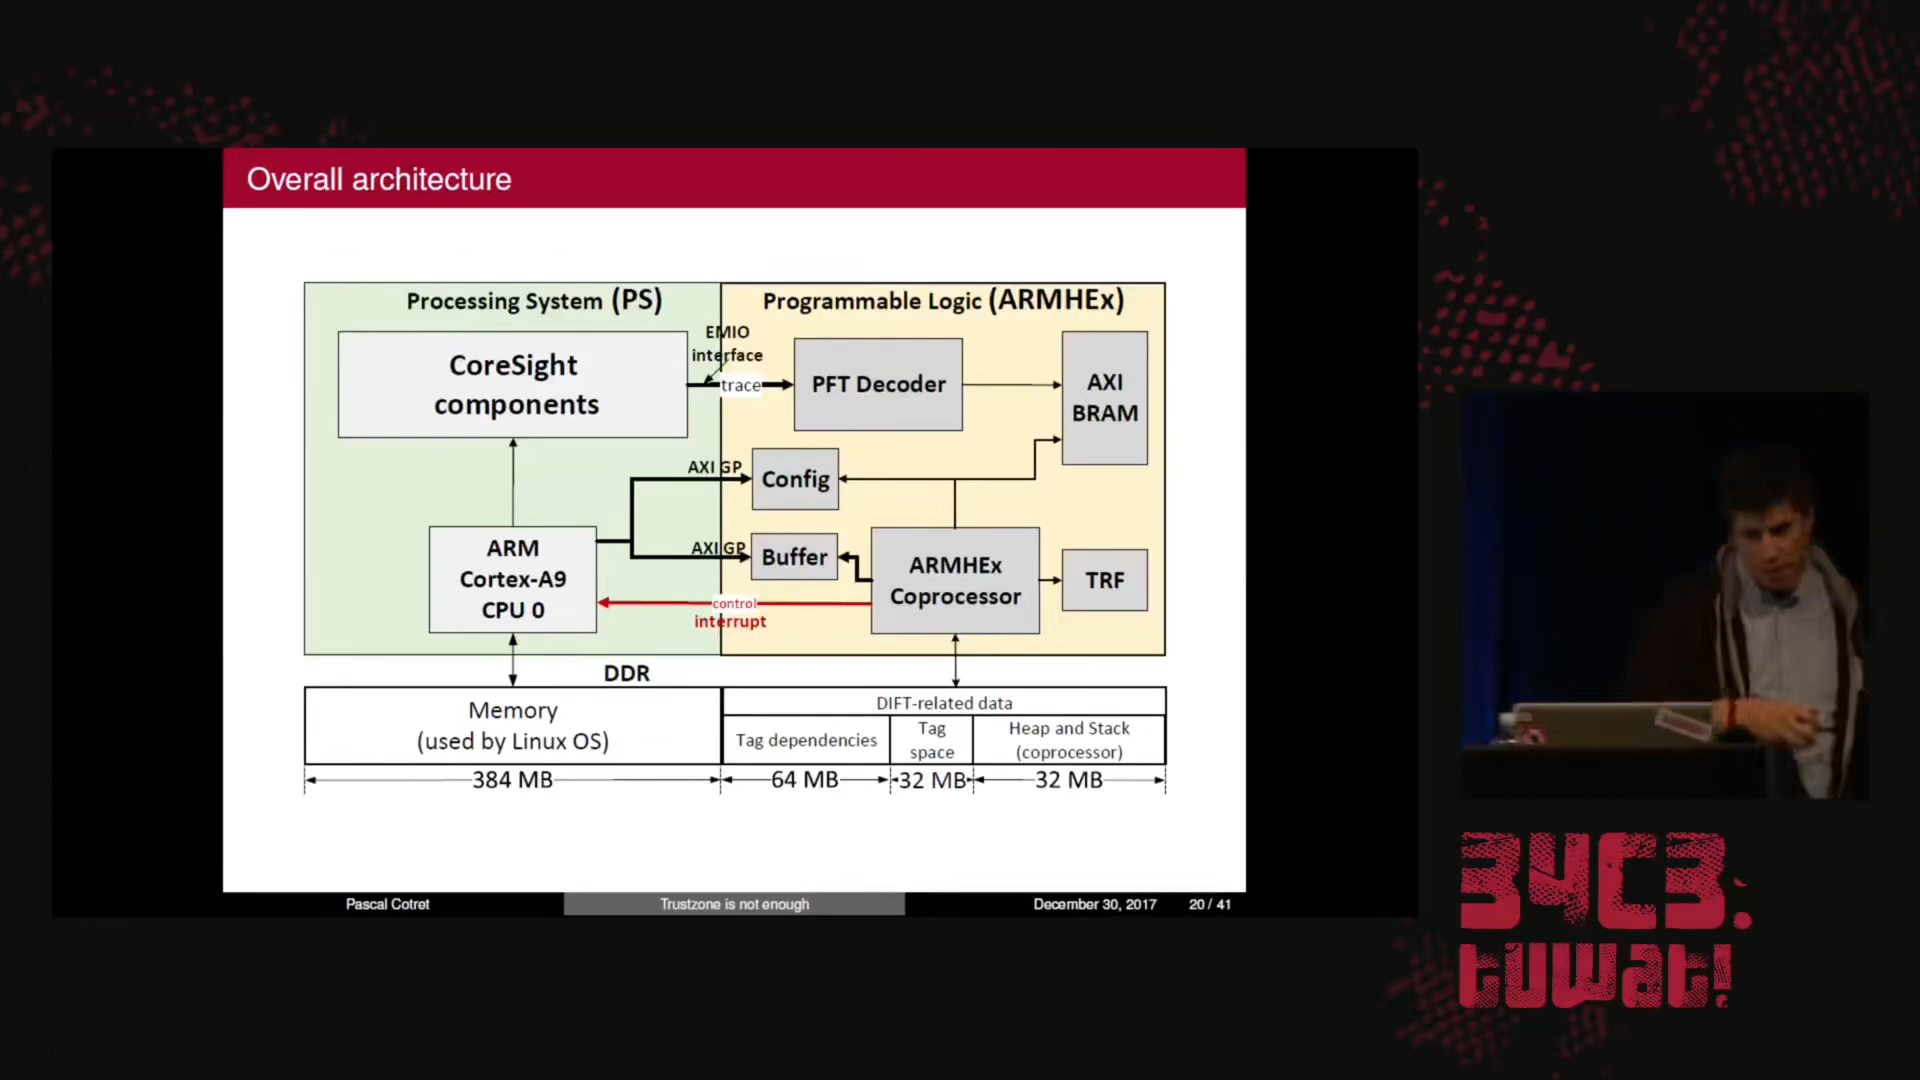 Overall architecture
Processing System (PS)
Programmable Logic (ARMHEx)
CoreSight
components
EMIO
interface
trace
PFT Decoder
AXI
BRAM
AXI GP
Config
ARM
Cortex-A9
CPU 0
AXI GP
Buffer
ARMHEx
Coprocessor
TRF
control
interrupt
DDR
Memory
(used by Linux OS)
DIFT-related data
Tag dependencies
Tag
space
Heap and Stack
(coprocessor)
384 MB
64 MB
32 MB
32 MB
Pascal Cotret
Trustzone is not enough
December 30, 2017
20 / 41
34C3.
tuwat!